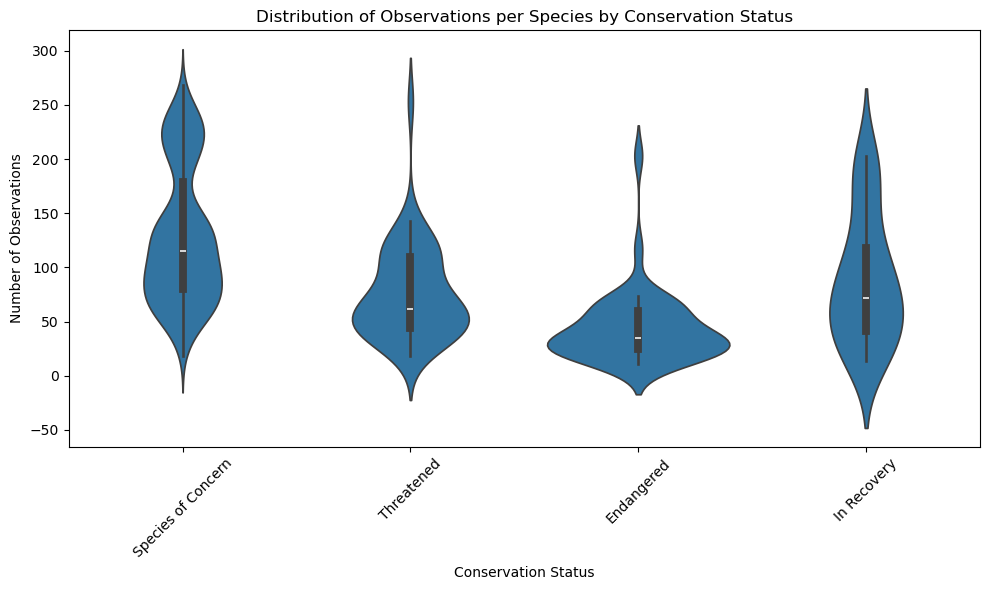 Distribution of Observations per Species by Conservation Status
Number of Observations
300
250
200
150
100
50
0
−50
Species of Concern
Threatened
Endangered
In Recovery
Conservation Status